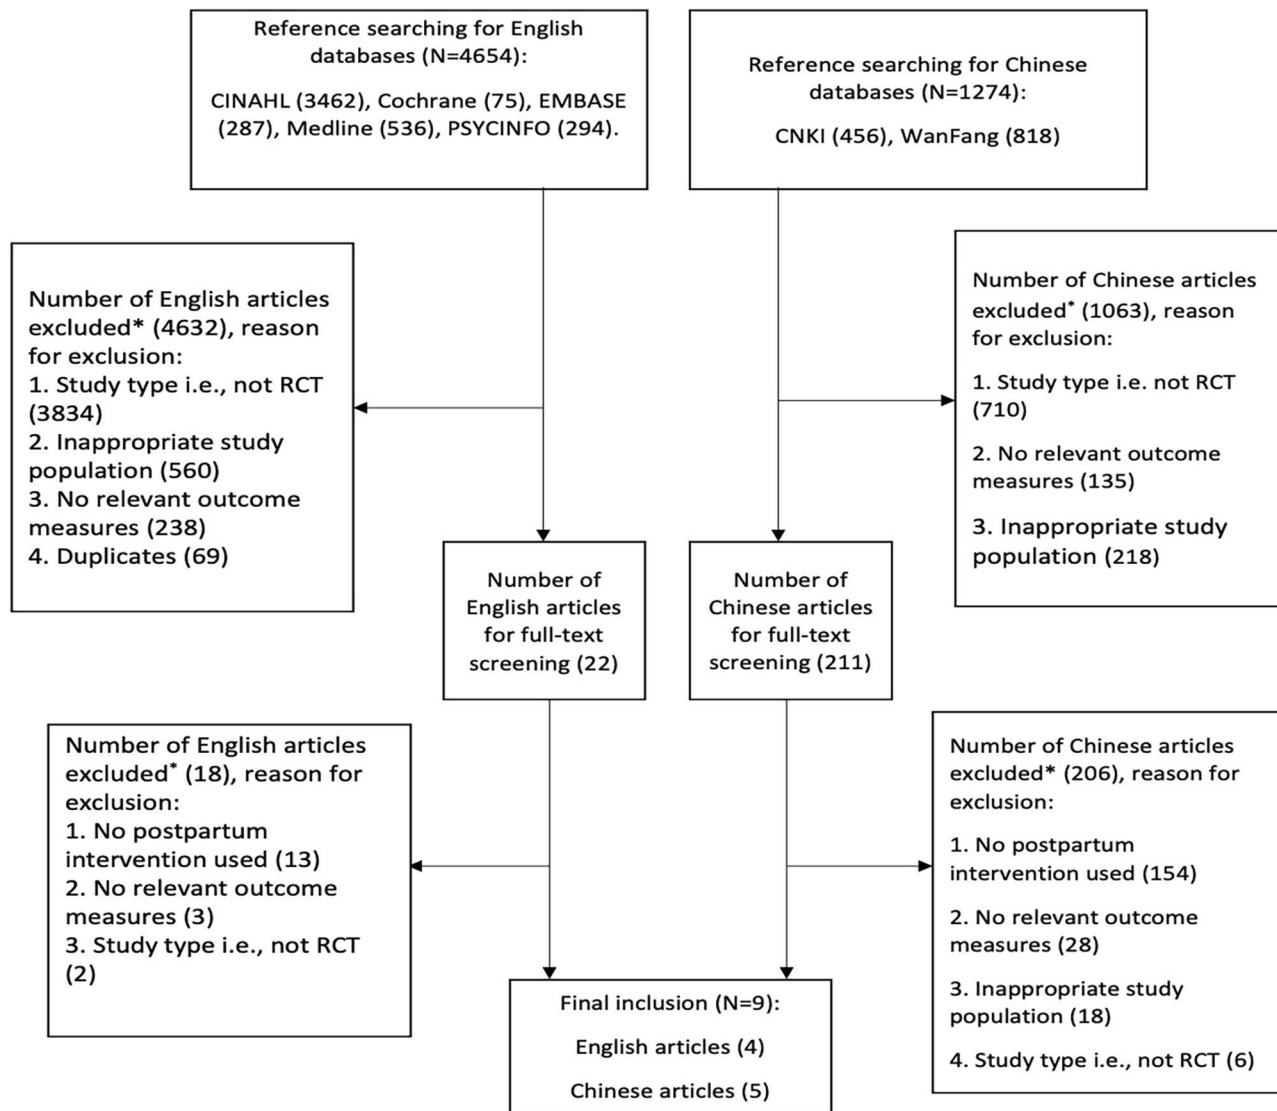 Reference searching for English
databases (N=4654):
CINAHL (3462), Cochrane (75), EMBASE
(287), Medline (536), PSYCINFO (294).
Reference searching for Chinese
databases (N=1274):
CNKI (456), WanFang (818)
Number of English articles
excluded* (4632), reason
for exclusion:
1. Study type i.e., not RCT
(3834)
2. Inappropriate study
population (560)
3. No relevant outcome
measures (238)
4. Duplicates (69)
Number of Chinese articles
excluded* (1063), reason
for exclusion:
1. Study type i.e. not RCT
(710)
2. No relevant outcome
measures (135)
3. Inappropriate study
population (218)
Number of
English articles
for full-text
screening (22)
Number of
Chinese articles
for full-text
screening (211)
Number of English articles
excluded* (18), reason for
exclusion:
1. No postpartum
intervention used (13)
2. No relevant outcome
measures (3)
3. Study type i.e., not RCT
(2)
Number of Chinese articles
excluded* (206), reason for
exclusion:
1. No postpartum
intervention used (154)
2. No relevant outcome
measures (28)
3. Inappropriate study
population (18)
4. Study type i.e., not RCT (6)
Final inclusion (N=9):
English articles (4)
Chinese articles (5)